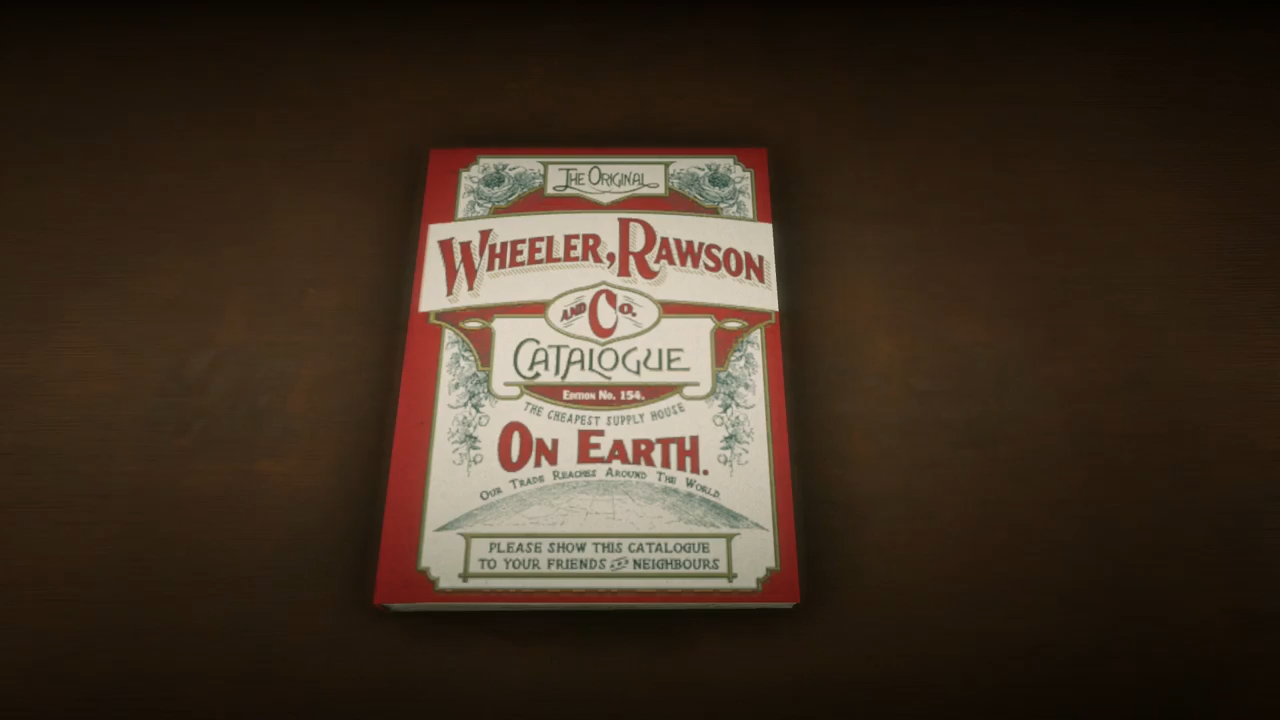 The Original
Wheeler, Rawson
and Co.
Catalogue
Edition No. 154.
The Cheapest Supply House
On Earth.
Our Trade Reaches Around The World.
PLEASE SHOW THIS CATALOGUE
TO YOUR FRIENDS AND NEIGHBOURS